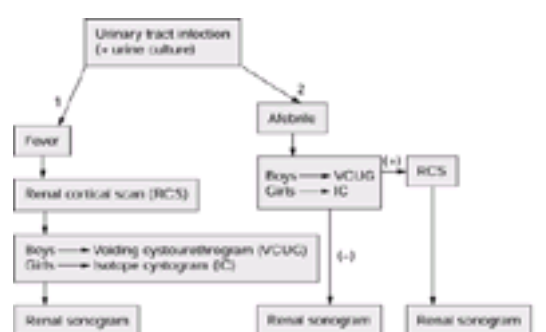 Urinary tract infection
(+ urine culture)
1
2
Fever
Afebrile
Renal cortical scan (RCS)
Boys VCUG
Girls IC
(+)
RCS
Boys Voiding cystourethrogram (VCUG)
Girls Isotope cystogram (IC)
(-)
Renal sonogram
Renal sonogram
Renal sonogram